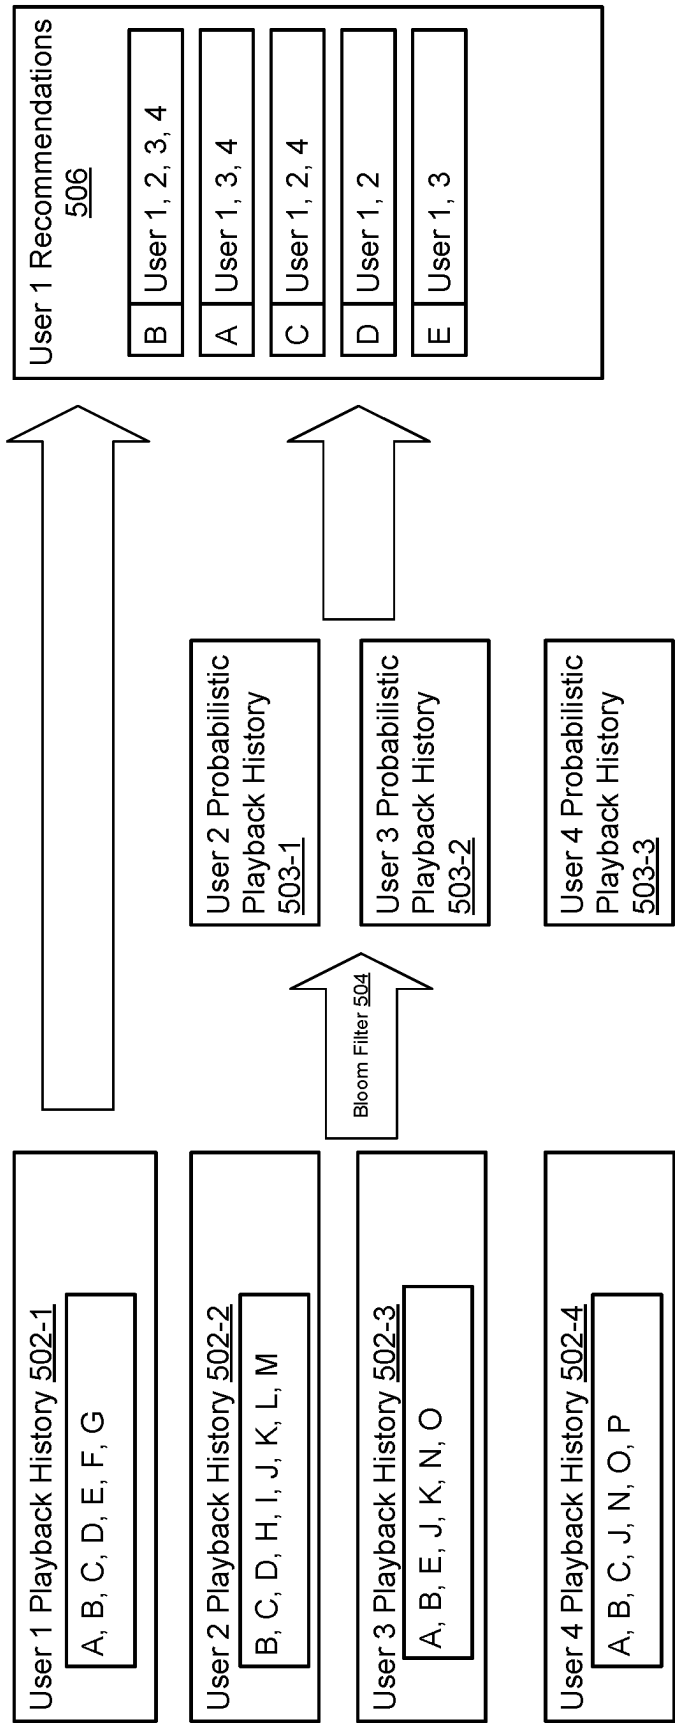 User 1 Playback History 502-1
A, B, C, D, E, F, G
User 2 Playback History 502-2
B, C, D, H, I, J, K, L, M
User 3 Playback History 502-3
A, B, E, J, K, N, O
User 4 Playback History 502-4
A, B, C, J, N, O, P
Bloom Filter 504
User 2 Probabilistic
Playback History
503-1
User 3 Probabilistic
Playback History
503-2
User 4 Probabilistic
Playback History
503-3
User 1 Recommendations
506
B User 1, 2, 3, 4
A User 1, 3, 4
C User 1, 2, 4
D User 1, 2
E User 1, 3